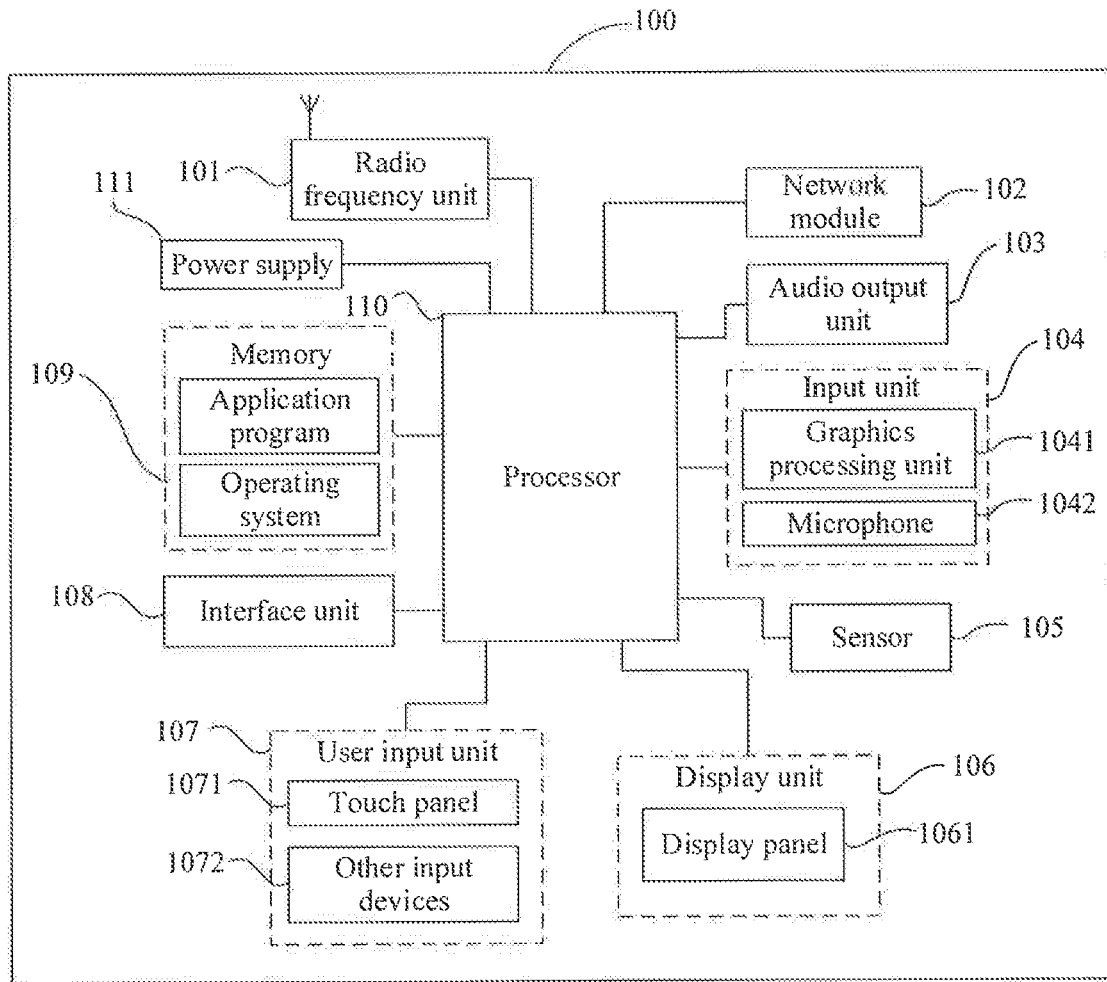 100
101
Radio
frequency unit
111
Power supply
110
Network
module
102
103
Audio output
unit
Memory
109
Application
program
Operating
system
Processor
104
Input unit
Graphics
processing unit
1041
1042
Microphone
108
Interface unit
Sensor
105
107
User input unit
1071
Touch panel
1072
Other input
devices
Display unit
106
Display panel
1061